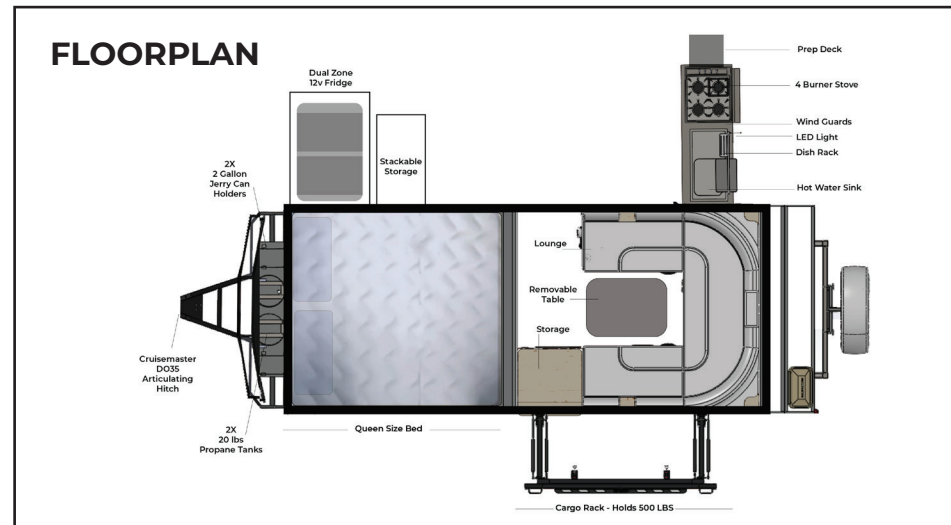 FLOORPLAN
Dual Zone
12v Fridge
Stackable
Storage
2X
2 Gallon
Jerry Can
Holders
Prep Deck
4 Burner Stove
Wind Guards
LED Light
Dish Rack
Hot Water Sink
Lounge
Removable
Table
Storage
Cruisemaster
DO35
Articulating
Hitch
2X
20 lbs
Propane Tanks
Queen Size Bed
Cargo Rack - Holds 500 LBS